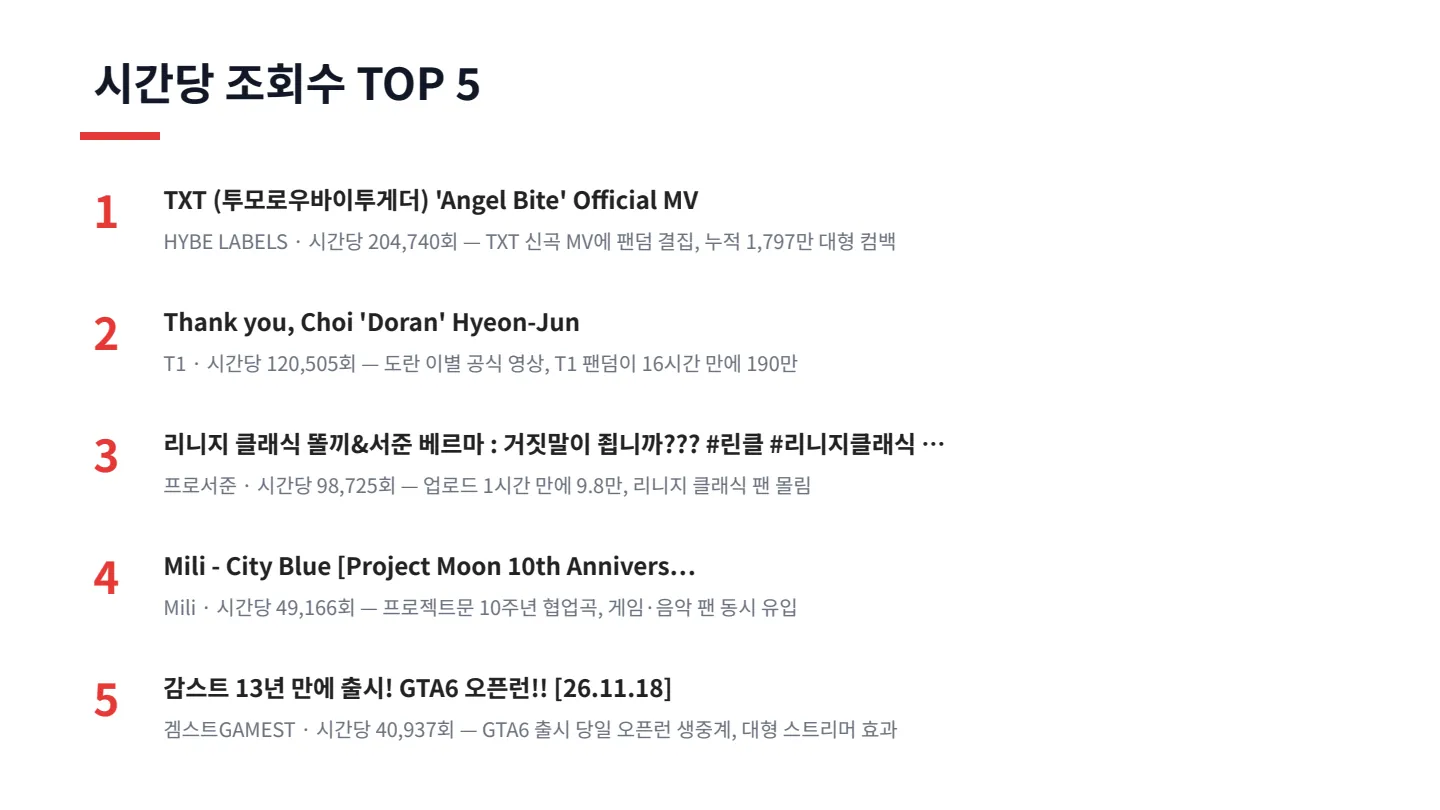 시간당 조회수 TOP 5
1
TXT (투모로우바이투게더) 'Angel Bite' Official MV
HYBE LABELS · 시간당 204,740회 — TXT 신곡 MV에 팬덤 결집, 누적 1,797만 대형 컴백
2
Thank you, Choi 'Doran' Hyeon-Jun
T1 · 시간당 120,505회 — 도란 이별 공식 영상, T1 팬덤이 16시간 만에 190만
3
리니지 클래식 똘끼&서준 베르마 : 거짓말이 죕니까??? #린클 #리니지클래식 …
프로서준 · 시간당 98,725회 — 업로드 1시간 만에 9.8만, 리니지 클래식 팬 몰림
4
Mili - City Blue [Project Moon 10th Annivers…
Mili · 시간당 49,166회 — 프로젝트문 10주년 협업곡, 게임·음악 팬 동시 유입
5
감스트 13년 만에 출시! GTA6 오픈런!! [26.11.18]
겜스트GAMEST · 시간당 40,937회 — GTA6 출시 당일 오픈런 생중계, 대형 스트리머 효과